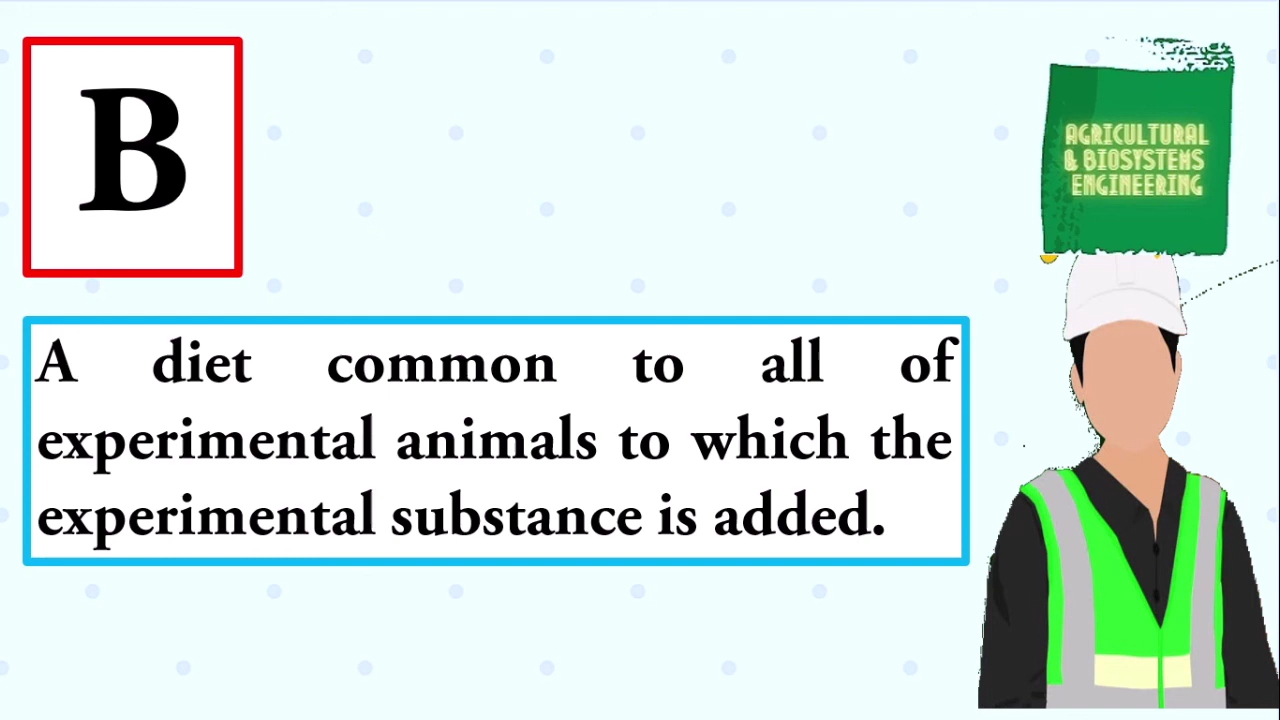 B
AGRICULTURAL
& BIOSYSTEMS
ENGINEERING
A diet common to all of
experimental animals to which the
experimental substance is added.